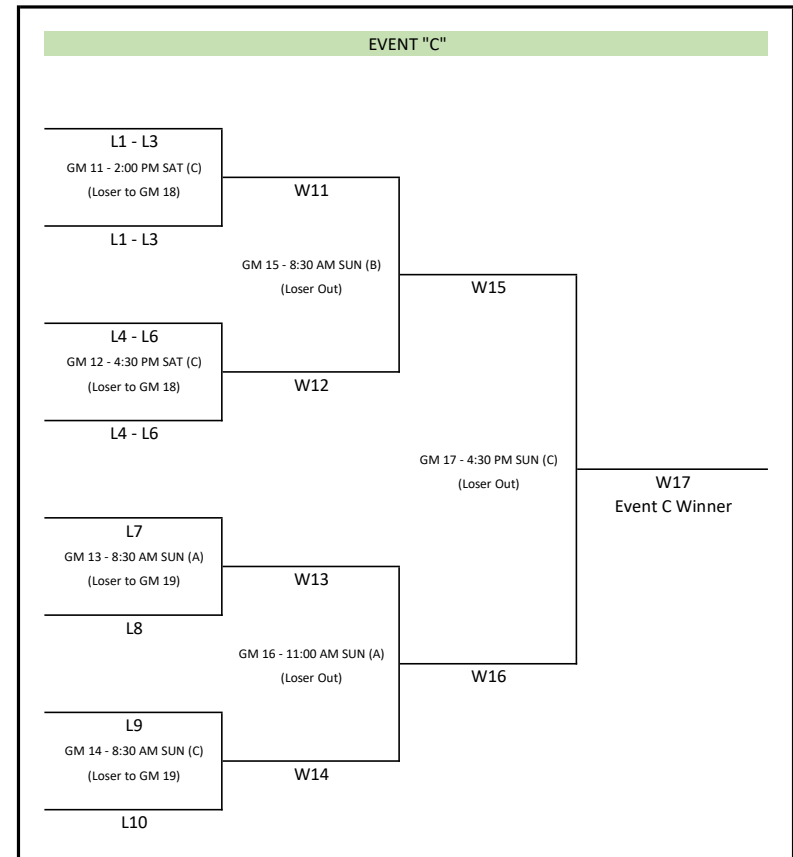 EVENT "C"
L1 - L3
GM 11 - 2:00 PM SAT (C)
(Loser to GM 18)
W11
L1 - L3
GM 15 - 8:30 AM SUN (B)
(Loser Out)
W15
L4 - L6
GM 12 - 4:30 PM SAT (C)
(Loser to GM 18)
W12
L4 - L6
GM 17 - 4:30 PM SUN (C)
(Loser Out)
W17
Event C Winner
L7
GM 13 - 8:30 AM SUN (A)
(Loser to GM 19)
W13
L8
GM 16 - 11:00 AM SUN (A)
(Loser Out)
W16
L9
GM 14 - 8:30 AM SUN (C)
(Loser to GM 19)
W14
L10